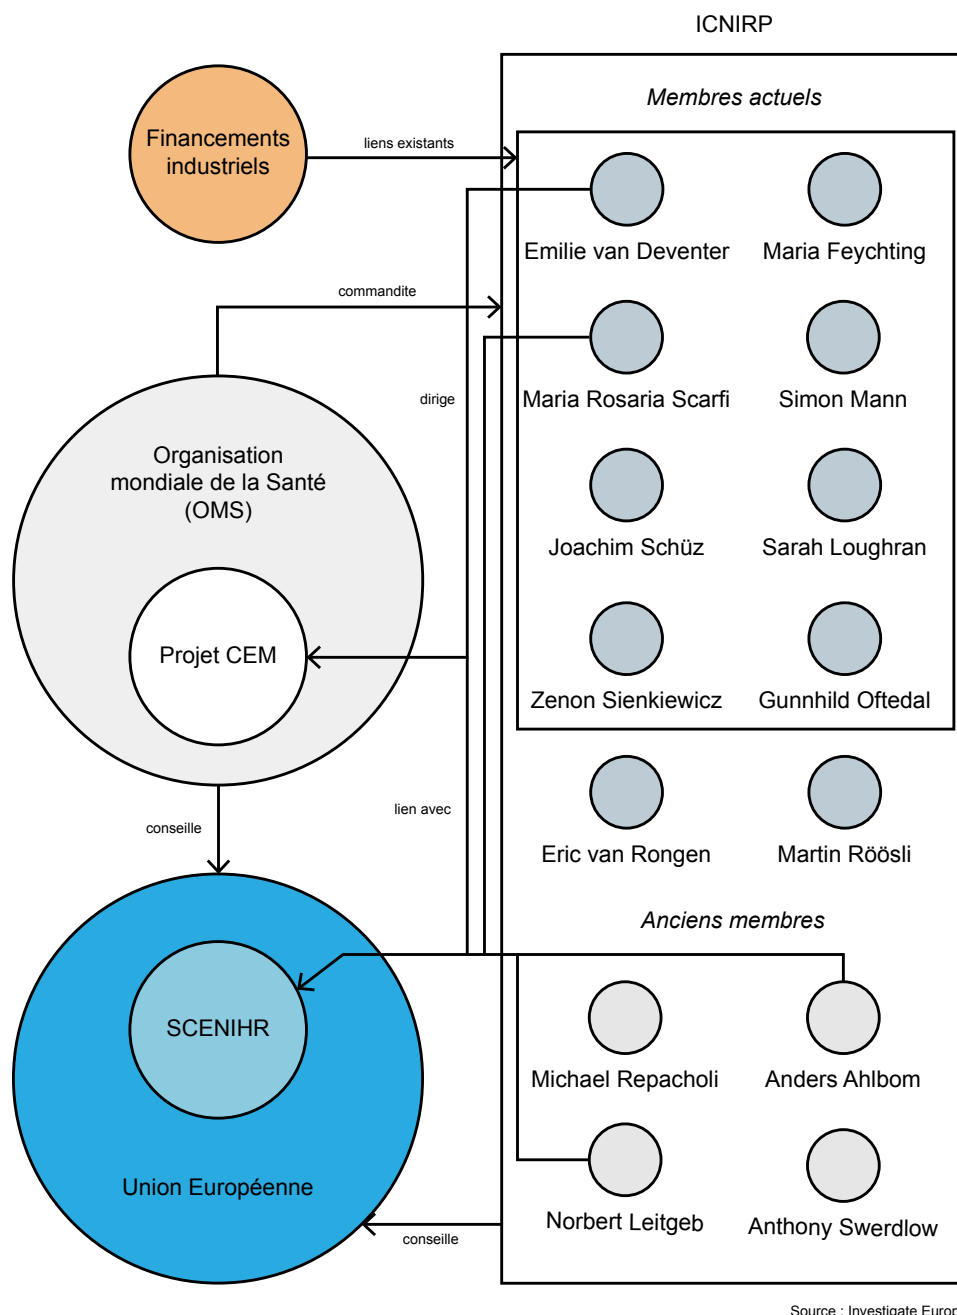 ICNIRP
Membres actuels
Financements
industriels
liens existants
Emilie van Deventer
Maria Feychting
commandite
dirige
Maria Rosaria Scarfi
Simon Mann
Organisation
mondiale de la Santé
(OMS)
Joachim Schüz
Sarah Loughran
Projet CEM
Zenon Sienkiewicz
Gunnhild Oftedal
lien avec
conseille
Eric van Rongen
Martin Röösli
Anciens membres
SCENIHR
Michael Repacholi
Anders Ahlbom
Union Européenne
Norbert Leitgeb
Anthony Swerdlow
conseille
Source : Investigate Europ